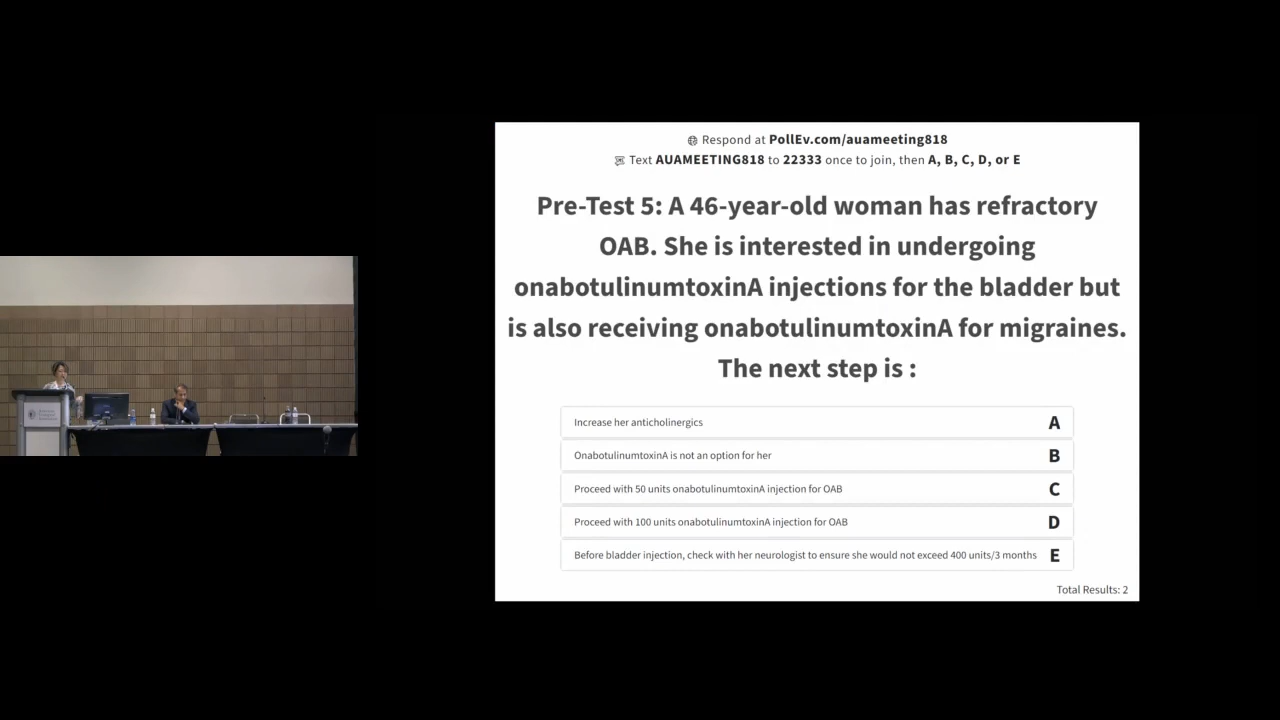 Respond at PollEv.com/auameeting818
Text AUAMEETING818 to 22333 once to join, then A, B, C, D, or E
Pre-Test 5: A 46-year-old woman has refractory
OAB. She is interested in undergoing
onabotulinumtoxinA injections for the bladder but
is also receiving onabotulinumtoxinA for migraines.
The next step is :
Increase her anticholinergics A
OnabotulinumtoxinA is not an option for her B
Proceed with 50 units onabotulinumtoxinA injection for OAB C
Proceed with 100 units onabotulinumtoxinA injection for OAB D
Before bladder injection, check with her neurologist to ensure she would not exceed 400 units/3 months E
Total Results: 2